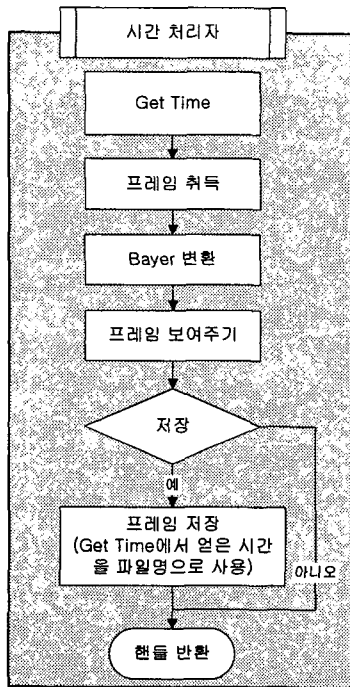 시간 처리자
Get Time
프레임 취득
Bayer 변환
프레임 보여주기
저장
예
프레임 저장
(Get Time에서 얻은 시간
을 파일명으로 사용)
아니오
핸들 반환